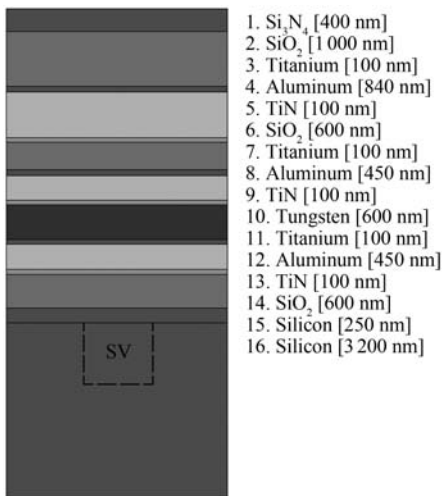 1. Si₃N₄ [400 nm]
2. SiO₂ [1 000 nm]
3. Titanium [100 nm]
4. Aluminum [840 nm]
5. TiN [100 nm]
6. SiO₂ [600 nm]
7. Titanium [100 nm]
8. Aluminum [450 nm]
9. TiN [100 nm]
10. Tungsten [600 nm]
11. Titanium [100 nm]
12. Aluminum [450 nm]
13. TiN [100 nm]
14. SiO₂ [600 nm]
15. Silicon [250 nm]
16. Silicon [3 200 nm]
SV